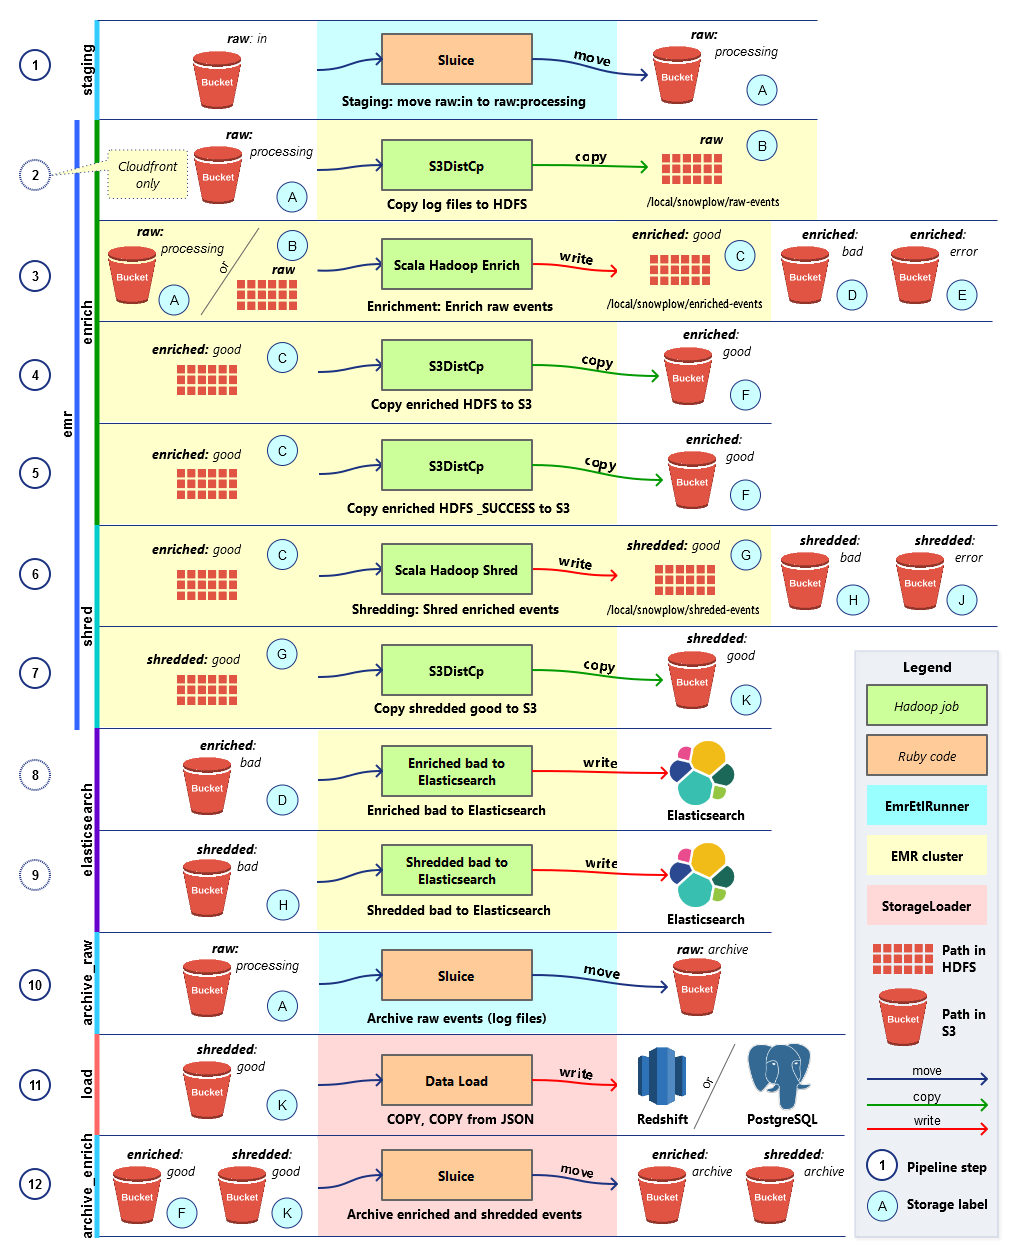 staging
1
raw: in
Bucket
Sluice
move
Staging: move raw:in to raw:processing
raw:
processing
Bucket
A
emr
enrich
2
Cloudfront
only
raw:
processing
Bucket
A
S3DistCp
copy
Copy log files to HDFS
raw
B
/local/snowplow/raw-events
3
raw:
processing
Bucket
A
or
B
raw
Scala Hadoop Enrich
write
Enrichment: Enrich raw events
enriched: good
C
/local/snowplow/enriched-events
enriched:
bad
Bucket
D
enriched:
error
Bucket
E
4
enriched: good
C
S3DistCp
copy
Copy enriched HDFS to S3
enriched:
good
Bucket
F
5
enriched: good
C
S3DistCp
copy
Copy enriched HDFS _SUCCESS to S3
enriched:
good
Bucket
F
shred
6
enriched: good
C
Scala Hadoop Shred
write
Shredding: Shred enriched events
shredded: good
G
/local/snowplow/shreded-events
shredded:
bad
Bucket
H
shredded:
error
Bucket
J
7
shredded: good
G
S3DistCp
copy
Copy shredded good to S3
shredded:
good
Bucket
K
elasticsearch
8
enriched:
bad
Bucket
D
Enriched bad to
Elasticsearch
write
Enriched bad to Elasticsearch
Elasticsearch
9
shredded:
bad
Bucket
H
Shredded bad to
Elasticsearch
write
Shredded bad to Elasticsearch
Elasticsearch
archive_raw
10
raw:
processing
Bucket
A
Sluice
move
Archive raw events (log files)
raw: archive
Bucket
load
11
shredded:
good
Bucket
K
Data Load
write
COPY, COPY from JSON
Redshift
or
PostgreSQL
archive_enrich
12
enriched:
good
Bucket
F
shredded:
good
Bucket
K
Sluice
move
Archive enriched and shredded events
enriched:
archive
Bucket
shredded:
archive
Bucket
Legend
Hadoop job
Ruby code
EmrEtlRunner
EMR cluster
StorageLoader
Path in
HDFS
Bucket
Path in
S3
move
copy
write
1
Pipeline step
A
Storage label